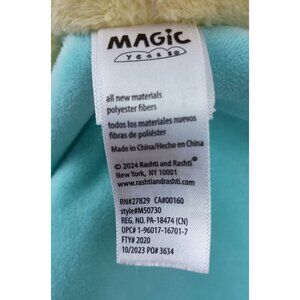 MAGIC
years
all new materials
polyester fibers
todos los materiales nuevos
fibras de poliéster
Made in China/Hecho en China
© 2024 Rashti and Rashti®
New York, NY 10001
www.rashtiandrashti.com
RN#27829 CA#00160
style#M50730
REG. NO. PA-18474 (CN)
UPC# 1-96017-16701-7
FTY# 2020
10/2023 PO# 3634